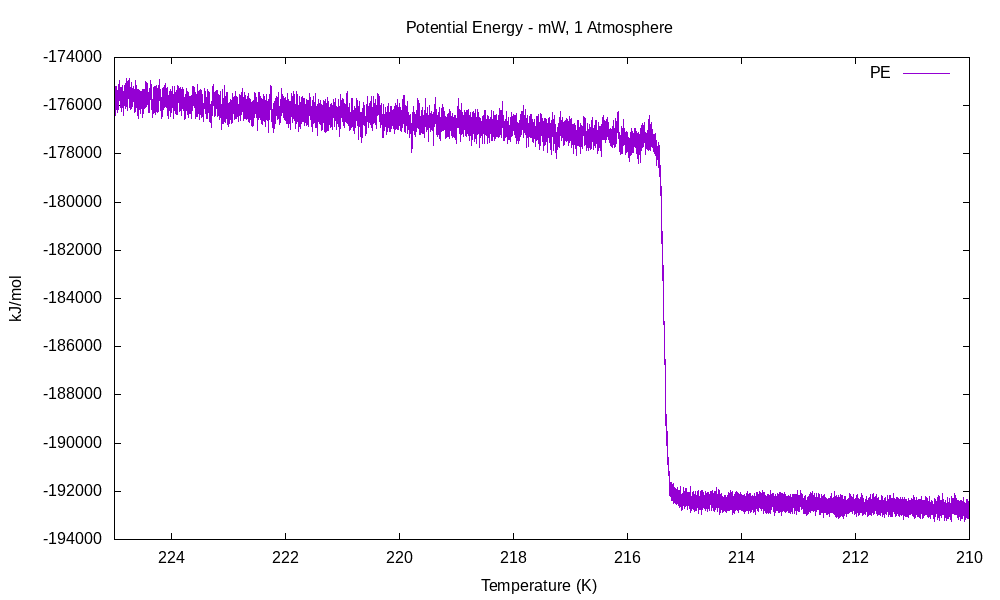 Potential Energy - mW, 1 Atmosphere
PE
-174000
-176000
-178000
-180000
-182000
-184000
-186000
-188000
-190000
-192000
-194000
kJ/mol
224 222 220 218 216 214 212 210
Temperature (K)